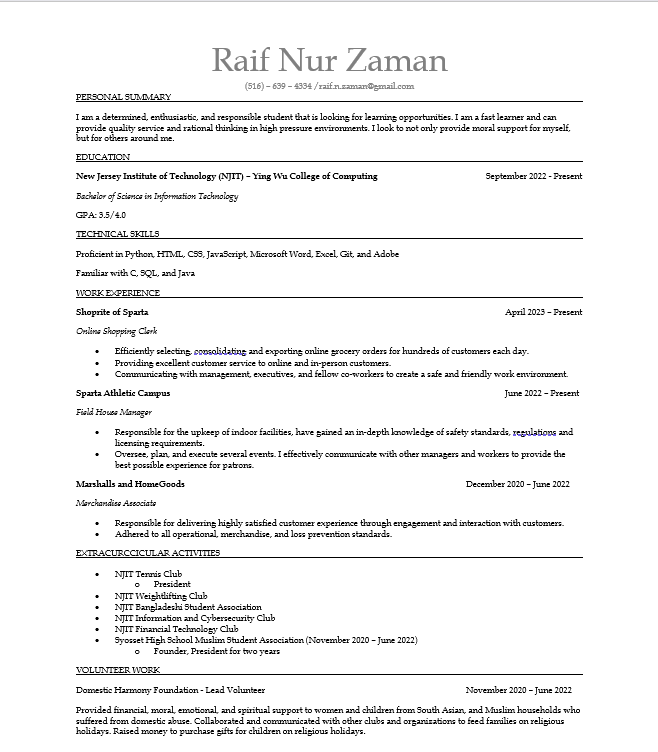 Raif Nur Zaman
(516) – 639 – 4334 /raif.n.zaman@gmail.com
PERSONAL SUMMARY
I am a determined, enthusiastic, and responsible student that is looking for learning opportunities. I am a fast learner and can
provide quality service and rational thinking in high pressure environments. I look to not only provide moral support for myself,
but for others around me.
EDUCATION
New Jersey Institute of Technology (NJIT) – Ying Wu College of Computing September 2022 - Present
Bachelor of Science in Information Technology
GPA: 3.5/4.0
TECHNICAL SKILLS
Proficient in Python, HTML, CSS, JavaScript, Microsoft Word, Excel, Git, and Adobe
Familiar with C, SQL, and Java
WORK EXPERIENCE
Shoprite of Sparta April 2023 – Present
Online Shopping Clerk
• Efficiently selecting, consolidating and exporting online grocery orders for hundreds of customers each day.
• Providing excellent customer service to online and in-person customers.
• Communicating with management, executives, and fellow co-workers to create a safe and friendly work environment.
Sparta Athletic Campus June 2022 – Present
Field House Manager
• Responsible for the upkeep of indoor facilities, have gained an in-depth knowledge of safety standards, regulations and
licensing requirements.
• Oversee, plan, and execute several events. I effectively communicate with other managers and workers to provide the
best possible experience for patrons.
Marshalls and HomeGoods December 2020 – June 2022
Merchandise Associate
• Responsible for delivering highly satisfied customer experience through engagement and interaction with customers.
• Adhered to all operational, merchandise, and loss prevention standards.
EXTRACURCCICULAR ACTIVITIES
• NJIT Tennis Club
o President
• NJIT Weightlifting Club
• NJIT Bangladeshi Student Association
• NJIT Information and Cybersecurity Club
• NJIT Financial Technology Club
• Syosset High School Muslim Student Association (November 2020 – June 2022)
o Founder, President for two years
VOLUNTEER WORK
Domestic Harmony Foundation - Lead Volunteer November 2020 – June 2022
Provided financial, moral, emotional, and spiritual support to women and children from South Asian, and Muslim households who
suffered from domestic abuse. Collaborated and communicated with other clubs and organizations to feed families on religious
holidays. Raised money to purchase gifts for children on religious holidays.